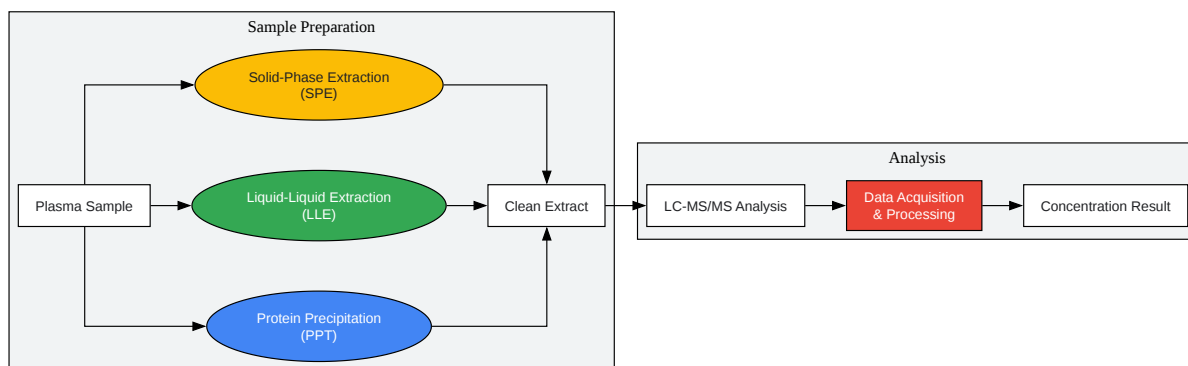 Sample Preparation
Solid-Phase Extraction
(SPE)
Plasma Sample
Liquid-Liquid Extraction
(LLE)
Clean Extract
Protein Precipitation
(PPT)
Analysis
LC-MS/MS Analysis
Data Acquisition
& Processing
Concentration Result